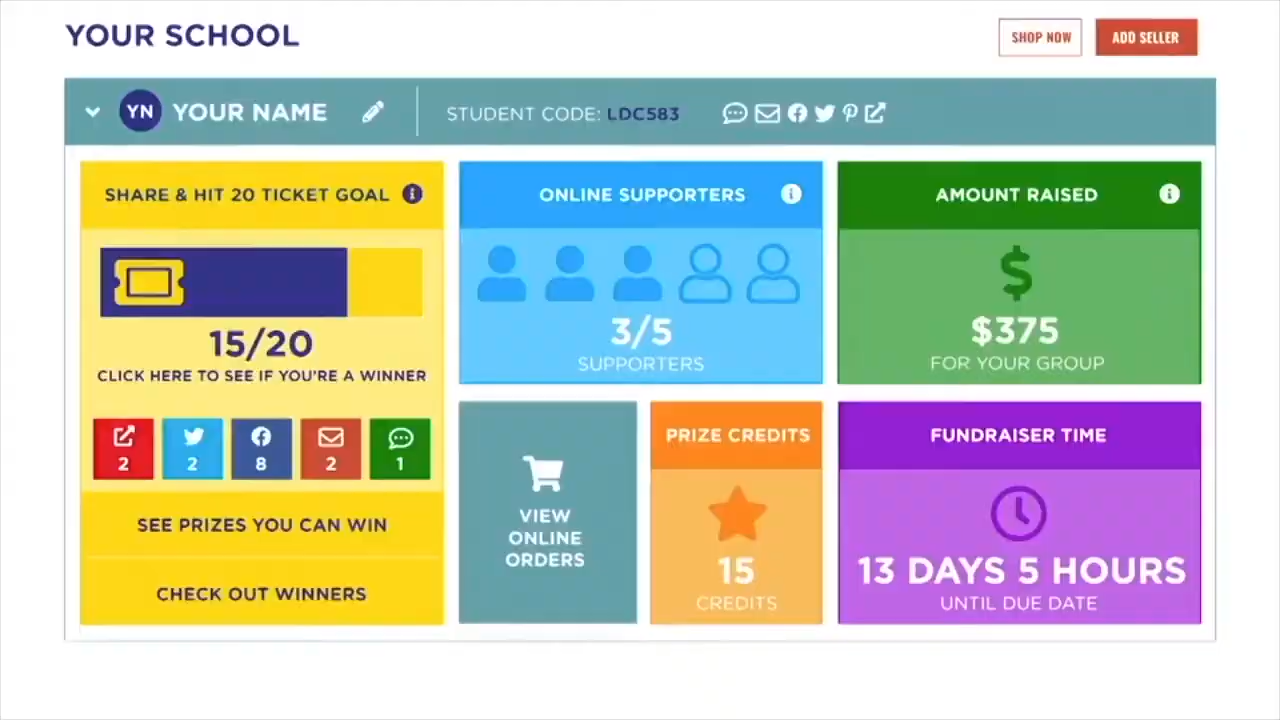 YOUR SCHOOL
SHOP NOW
ADD SELLER
YN
YOUR NAME
STUDENT CODE: LDC583
SHARE & HIT 20 TICKET GOAL
15/20
CLICK HERE TO SEE IF YOU'RE A WINNER
2
2
8
2
1
SEE PRIZES YOU CAN WIN
CHECK OUT WINNERS
ONLINE SUPPORTERS
3/5
SUPPORTERS
AMOUNT RAISED
$
$375
FOR YOUR GROUP
VIEW
ONLINE
ORDERS
PRIZE CREDITS
15
CREDITS
FUNDRAISER TIME
13 DAYS 5 HOURS
UNTIL DUE DATE